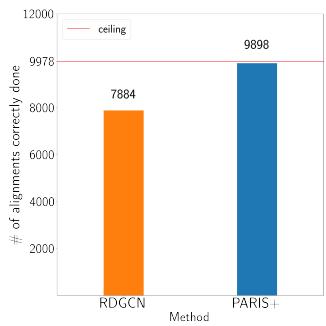 12000
ceiling
9978
9898
7884
8000
6000
4000
2000
# of alignments correctly done
RDGCN
PARIS+
Method